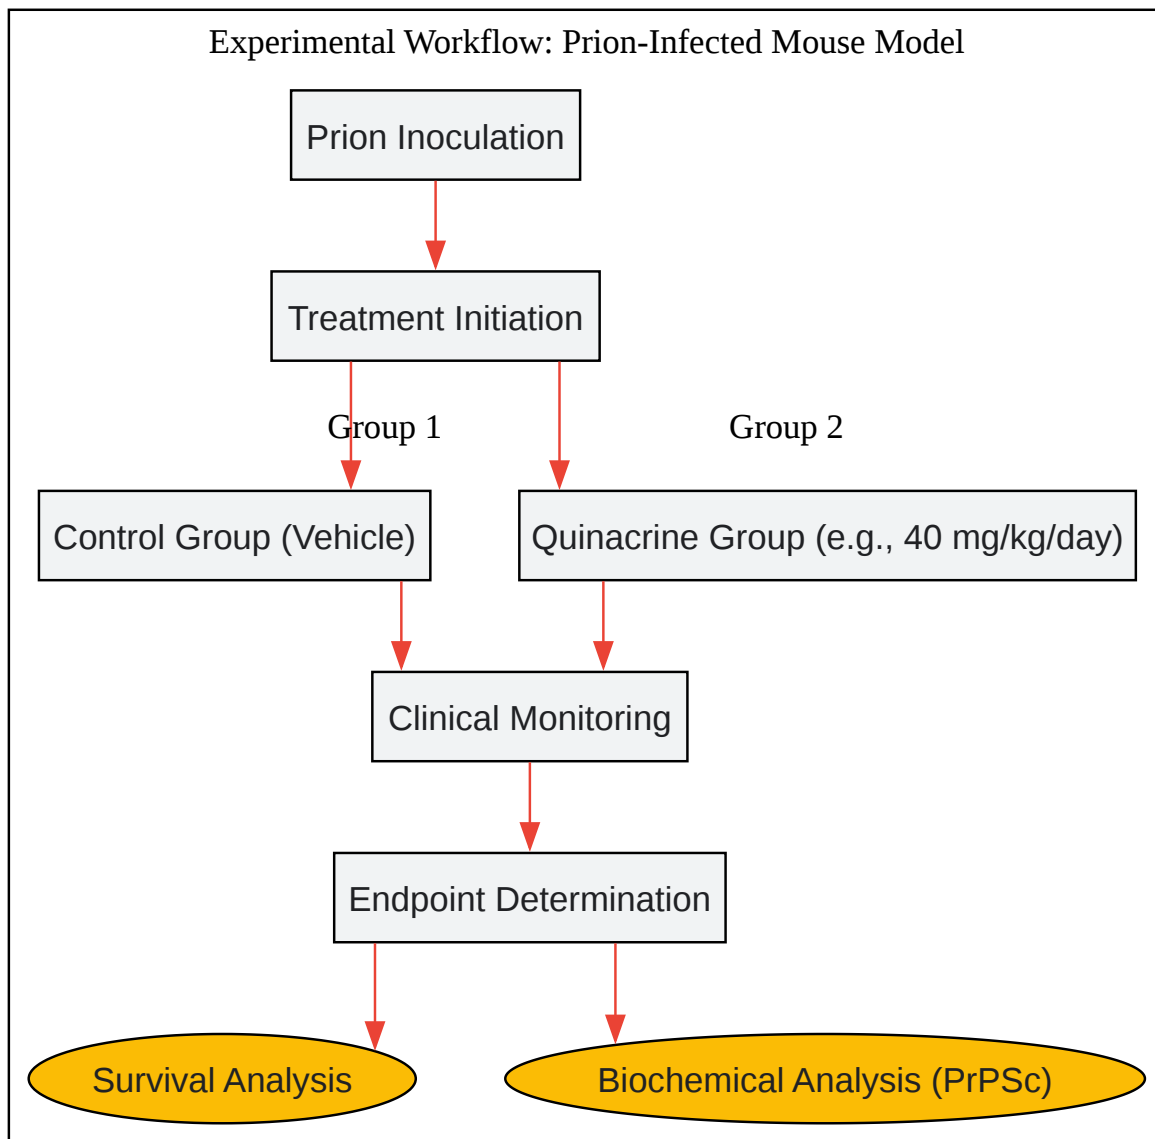 Experimental Workflow: Prion-Infected Mouse Model
Prion Inoculation
Treatment Initiation
Group 1
Group 2
Control Group (Vehicle)
Quinacrine Group (e.g., 40 mg/kg/day)
Clinical Monitoring
Endpoint Determination
Survival Analysis
Biochemical Analysis (PrPSc)